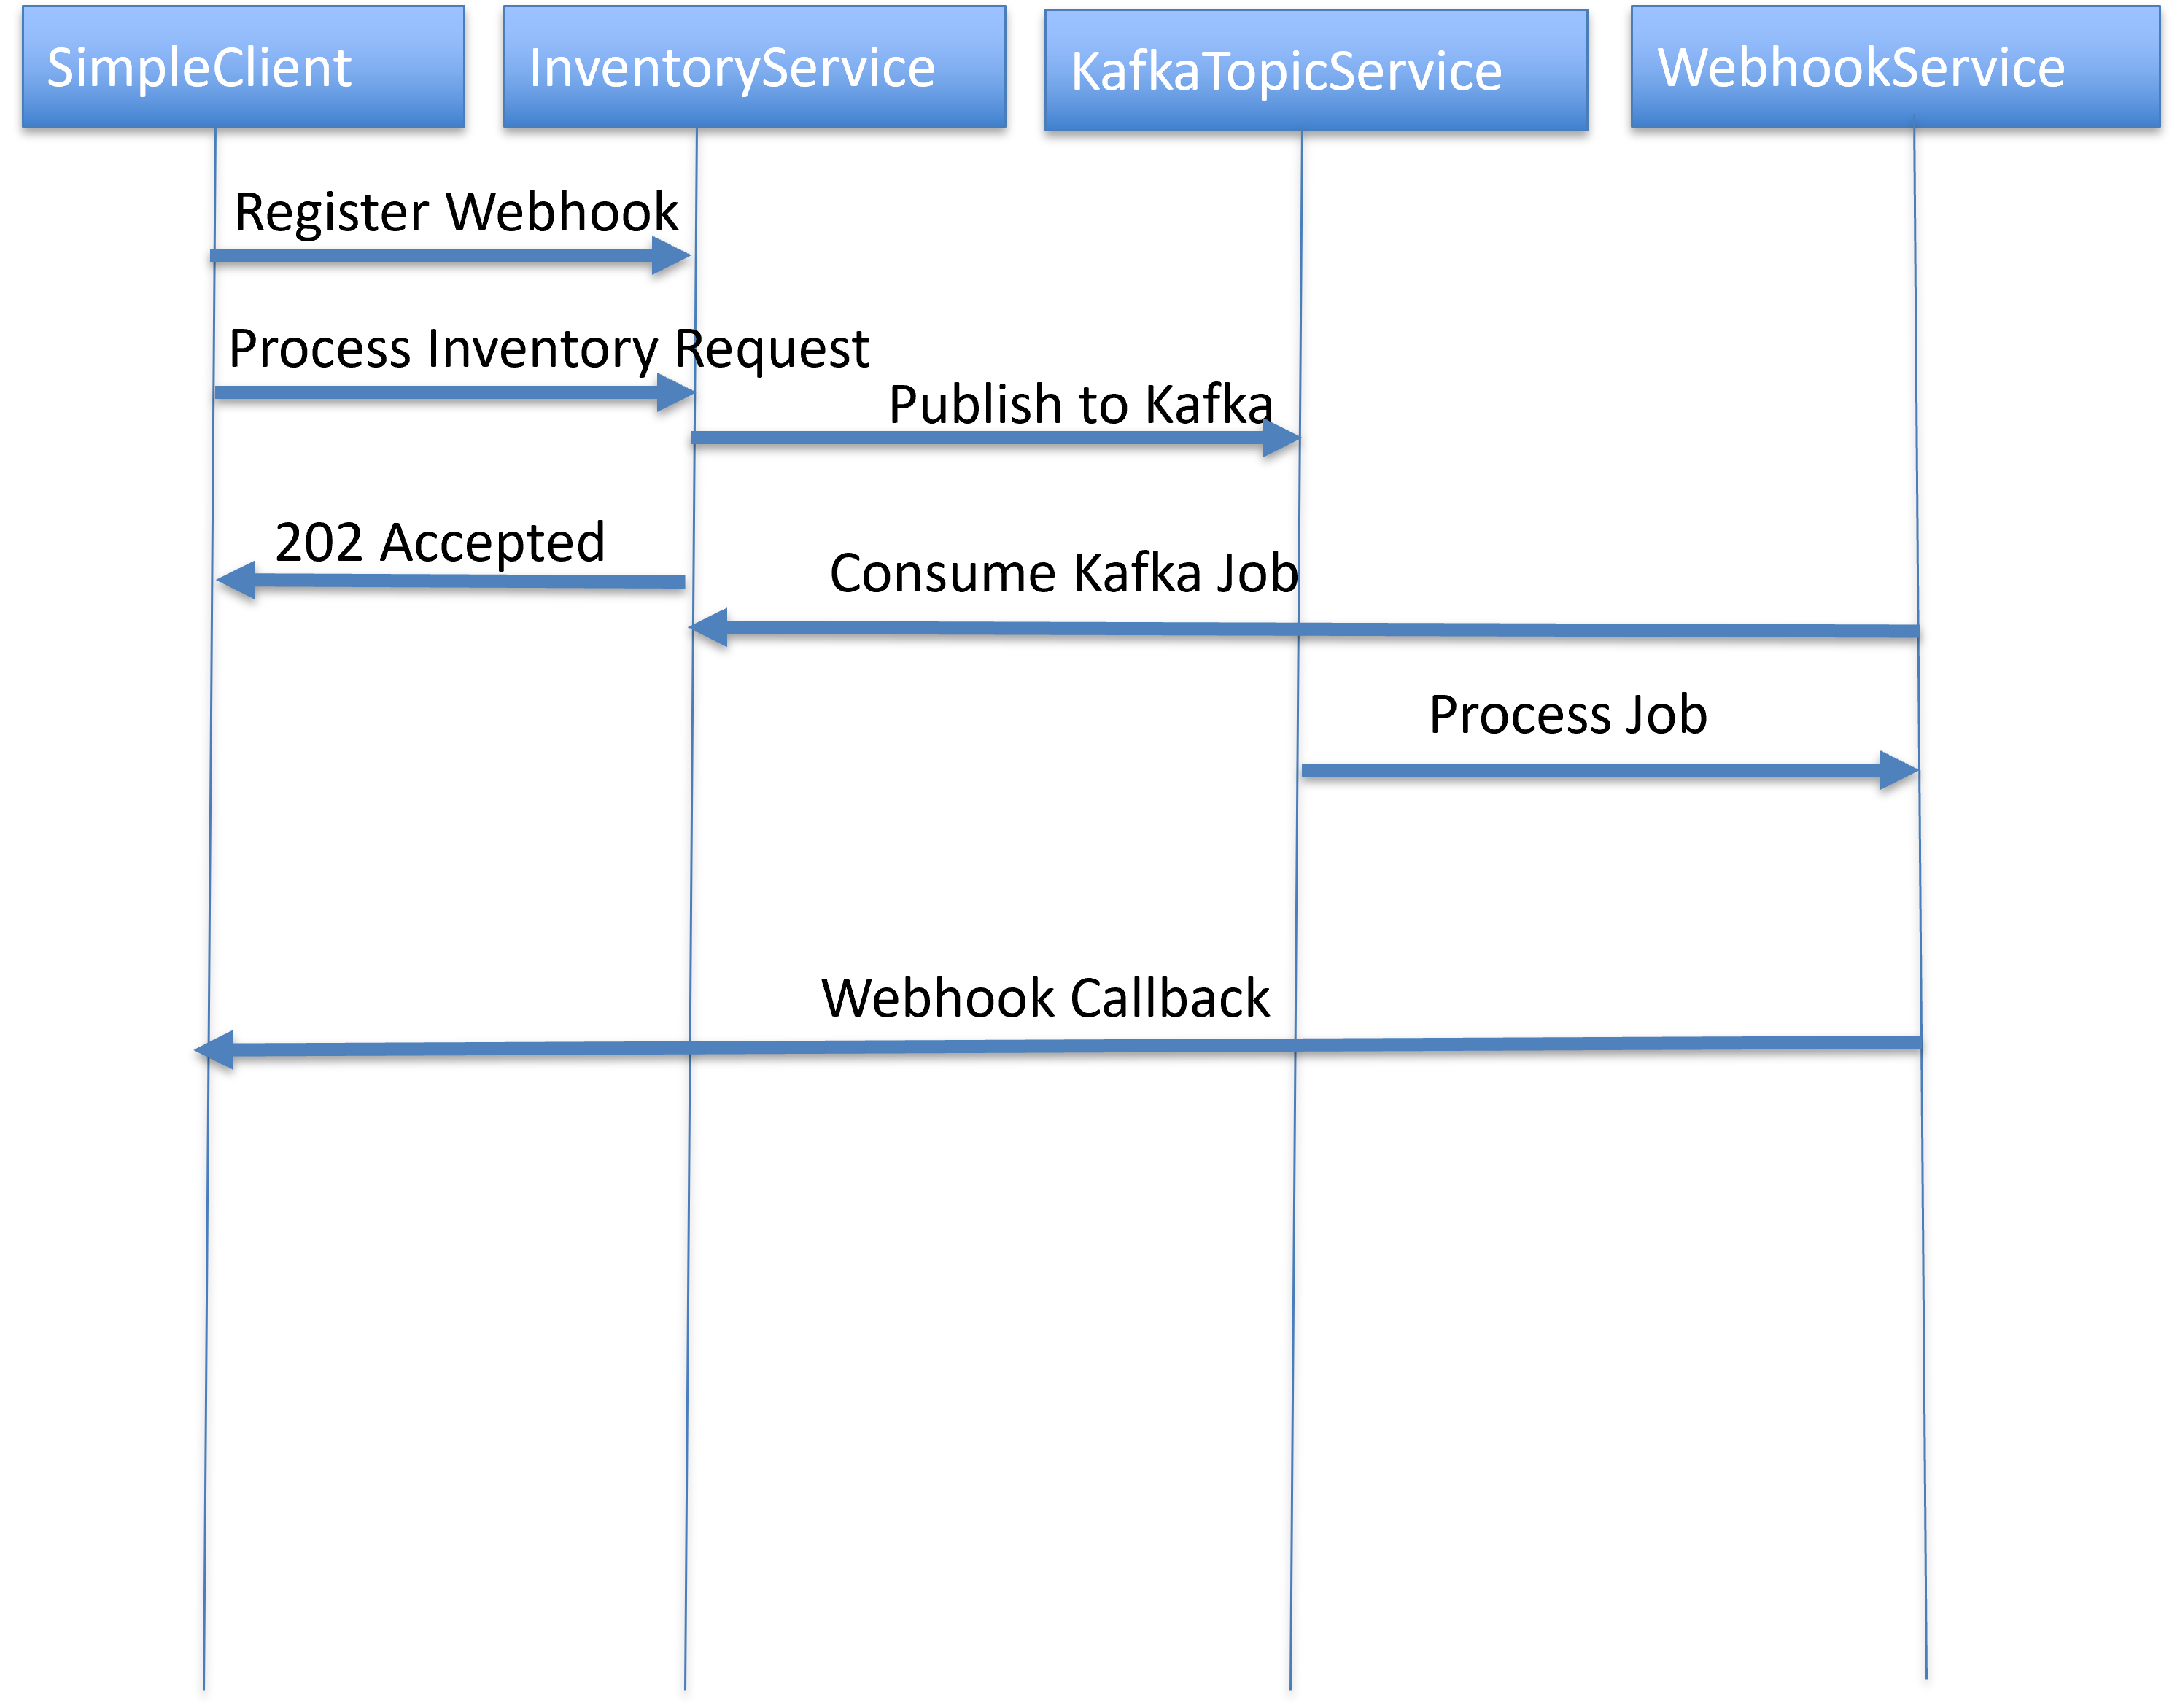 SimpleClient
InventoryService
KafkaTopicService
WebhookService
Register Webhook
Process Inventory Request
Publish to Kafka
202 Accepted
Consume Kafka Job
Process Job
Webhook Callback